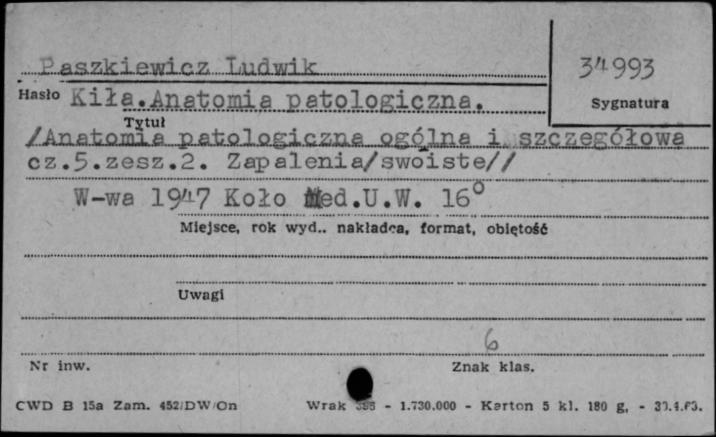 Paszkiewicz Ludwik
34993
Hasło Kiła.Anatomia patologiczna.
Sygnatura
Tytuł
/Anatomia patologiczna ogólna i szczegółowa
cz.5.zesz.2. Zapalenia/swoiste//
W-wa 1947 Koło Med.U.W. 16°
Miejsce, rok wyd.. nakładca, format, objętość
Uwagi
6
Nr inw.
Znak klas.
CWD B 15a Zam. 452/DW/On
Wrak - 1.730.000 - Karton 5 kl. 180 g, -